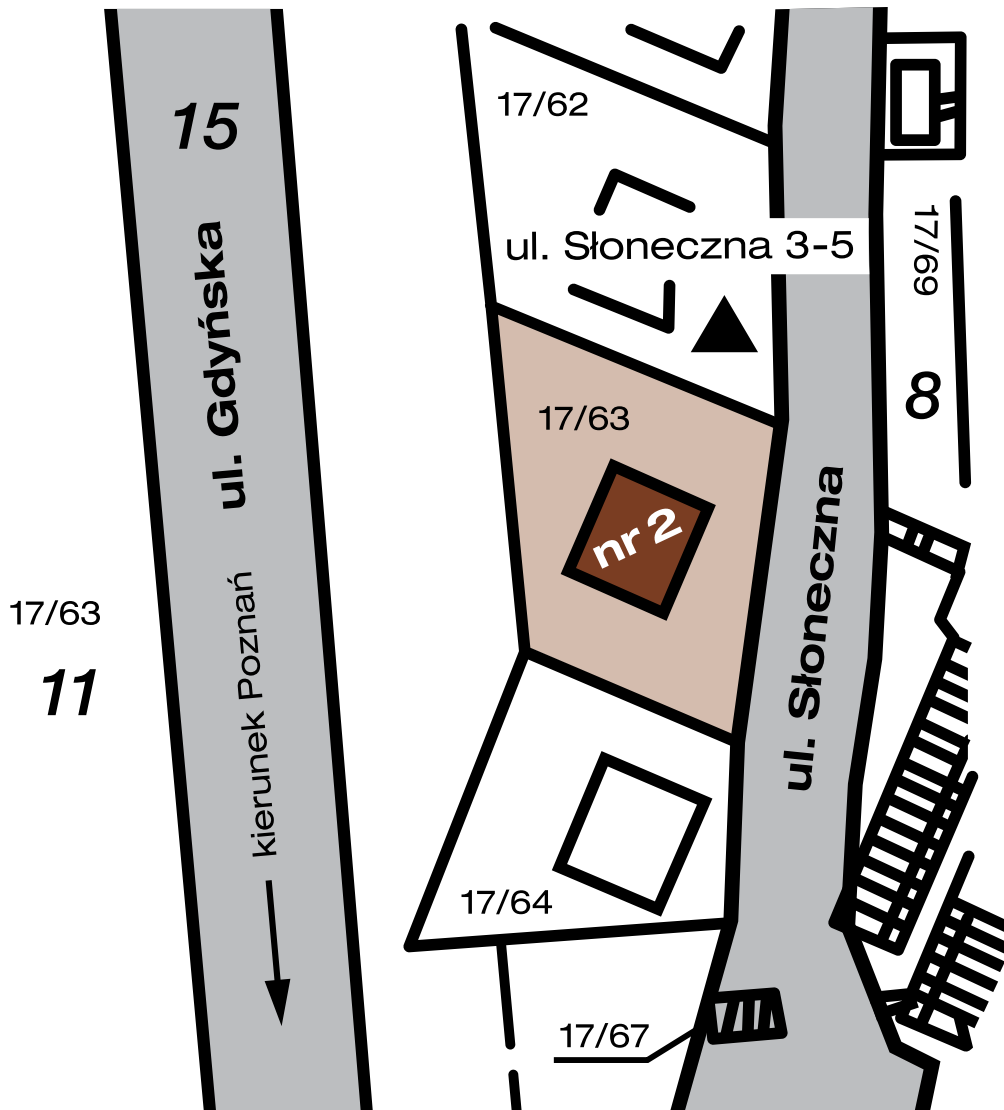 15
17/62
ul. Gdyńska
ul. Słoneczna 3-5
17/69
8
17/63
nr 2
ul. Słoneczna
17/63
11
kierunek Poznań
17/64
17/67